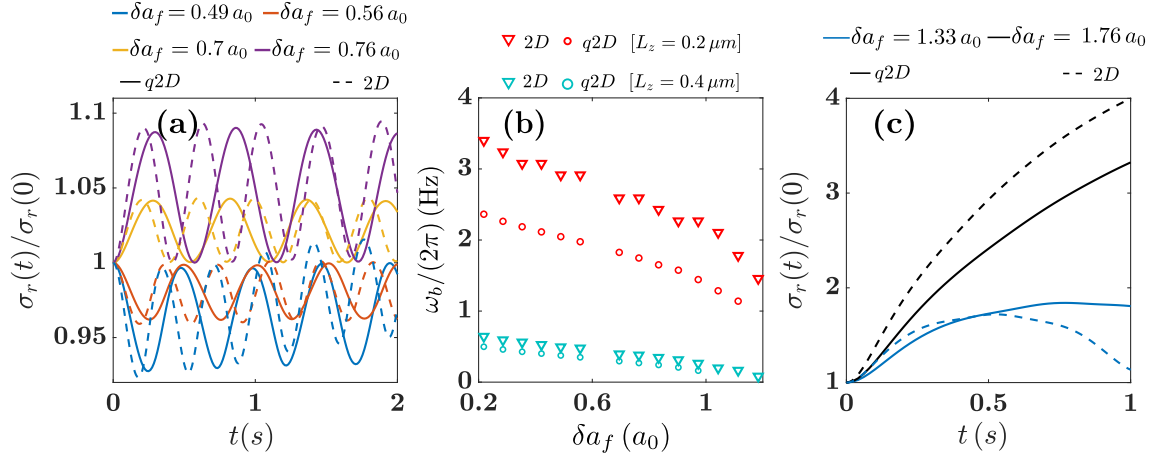 δa_f = 0.49 a_0 δa_f = 0.56 a_0
δa_f = 0.7 a_0 δa_f = 0.76 a_0
q2D 2D
(a)
1.1
1.05
1
0.95
σ_r(t)/σ_r(0)
0 1 2
t(s)
2D q2D [L_z = 0.2 μm]
2D q2D [L_z = 0.4 μm]
(b)
4
3
2
1
0
ω_b/(2π) (Hz)
0.2 0.6 1
δa_f (a_0)
δa_f = 1.33 a_0 δa_f = 1.76 a_0
q2D 2D
(c)
4
3
2
1
σ_r(t)/σ_r(0)
0 0.5 1
t(s)